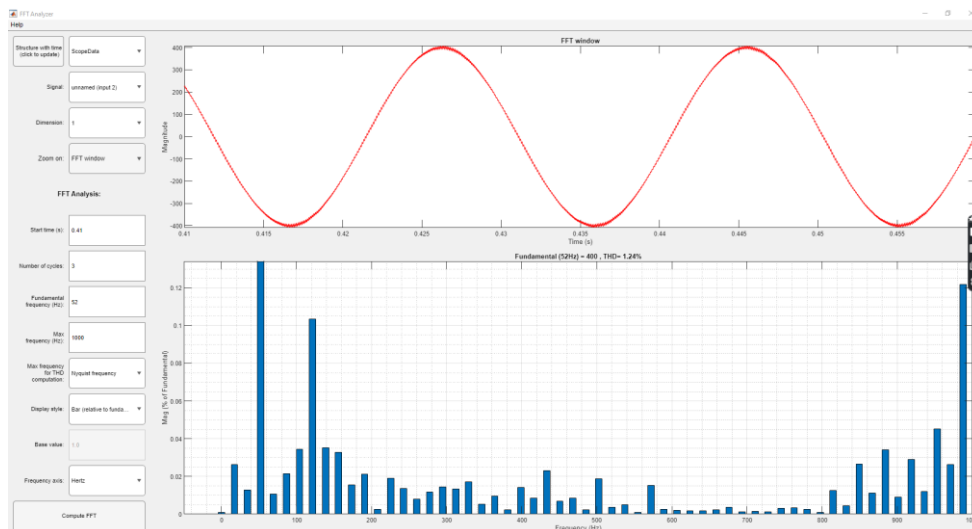 FFT Analyzer
Help
Structure with time
(click to update)
ScopeData
Signal:
unnamed (input 2)
Dimension:
1
Zoom on:
FFT window
FFT Analysis:
Start time (s):
0.41
Number of cycles:
3
Fundamental
frequency (Hz):
52
Max
frequency (Hz):
1000
Max frequency
for THD
computation:
Nyquist frequency
Display style:
Bar (relative to funda...
Base value:
1.0
Frequency axis:
Hertz
Compute FFT
FFT window
Magnitude
400
300
200
100
0
-100
-200
-300
-400
0.41
0.415
0.42
0.425
0.43
0.435
0.44
0.445
0.45
0.455
Time (s)
Fundamental (52Hz) = 400 , THD= 1.24%
Mag (% of Fundamental)
0.12
0.1
0.08
0.06
0.04
0.02
0
0
100
200
300
400
500
600
700
800
900
Frequency (Hz)